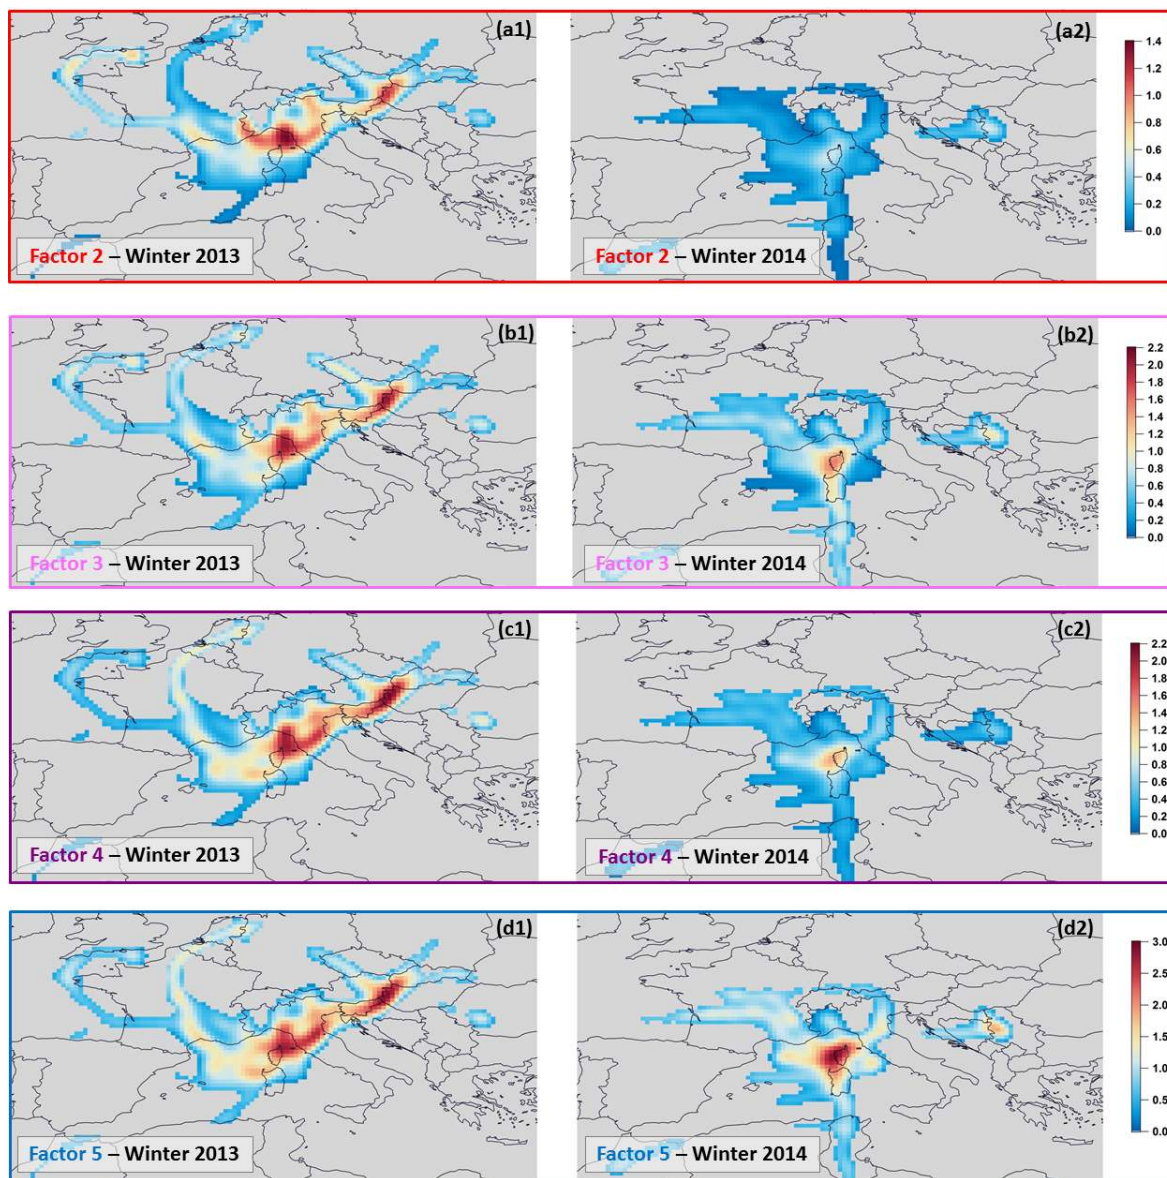 (a1)
(a2)
1.4
1.2
1.0
0.8
0.6
0.4
0.2
0.0
Factor 2 – Winter 2013
Factor 2 – Winter 2014
(b1)
(b2)
2.2
2.0
1.8
1.6
1.4
1.2
1.0
0.8
0.6
0.4
0.2
0.0
Factor 3 – Winter 2013
Factor 3 – Winter 2014
(c1)
(c2)
2.2
2.0
1.8
1.6
1.4
1.2
1.0
0.8
0.6
0.4
0.2
0.0
Factor 4 – Winter 2013
Factor 4 – Winter 2014
(d1)
(d2)
3.0
2.5
2.0
1.5
1.0
0.5
0.0
Factor 5 – Winter 2013
Factor 5 – Winter 2014